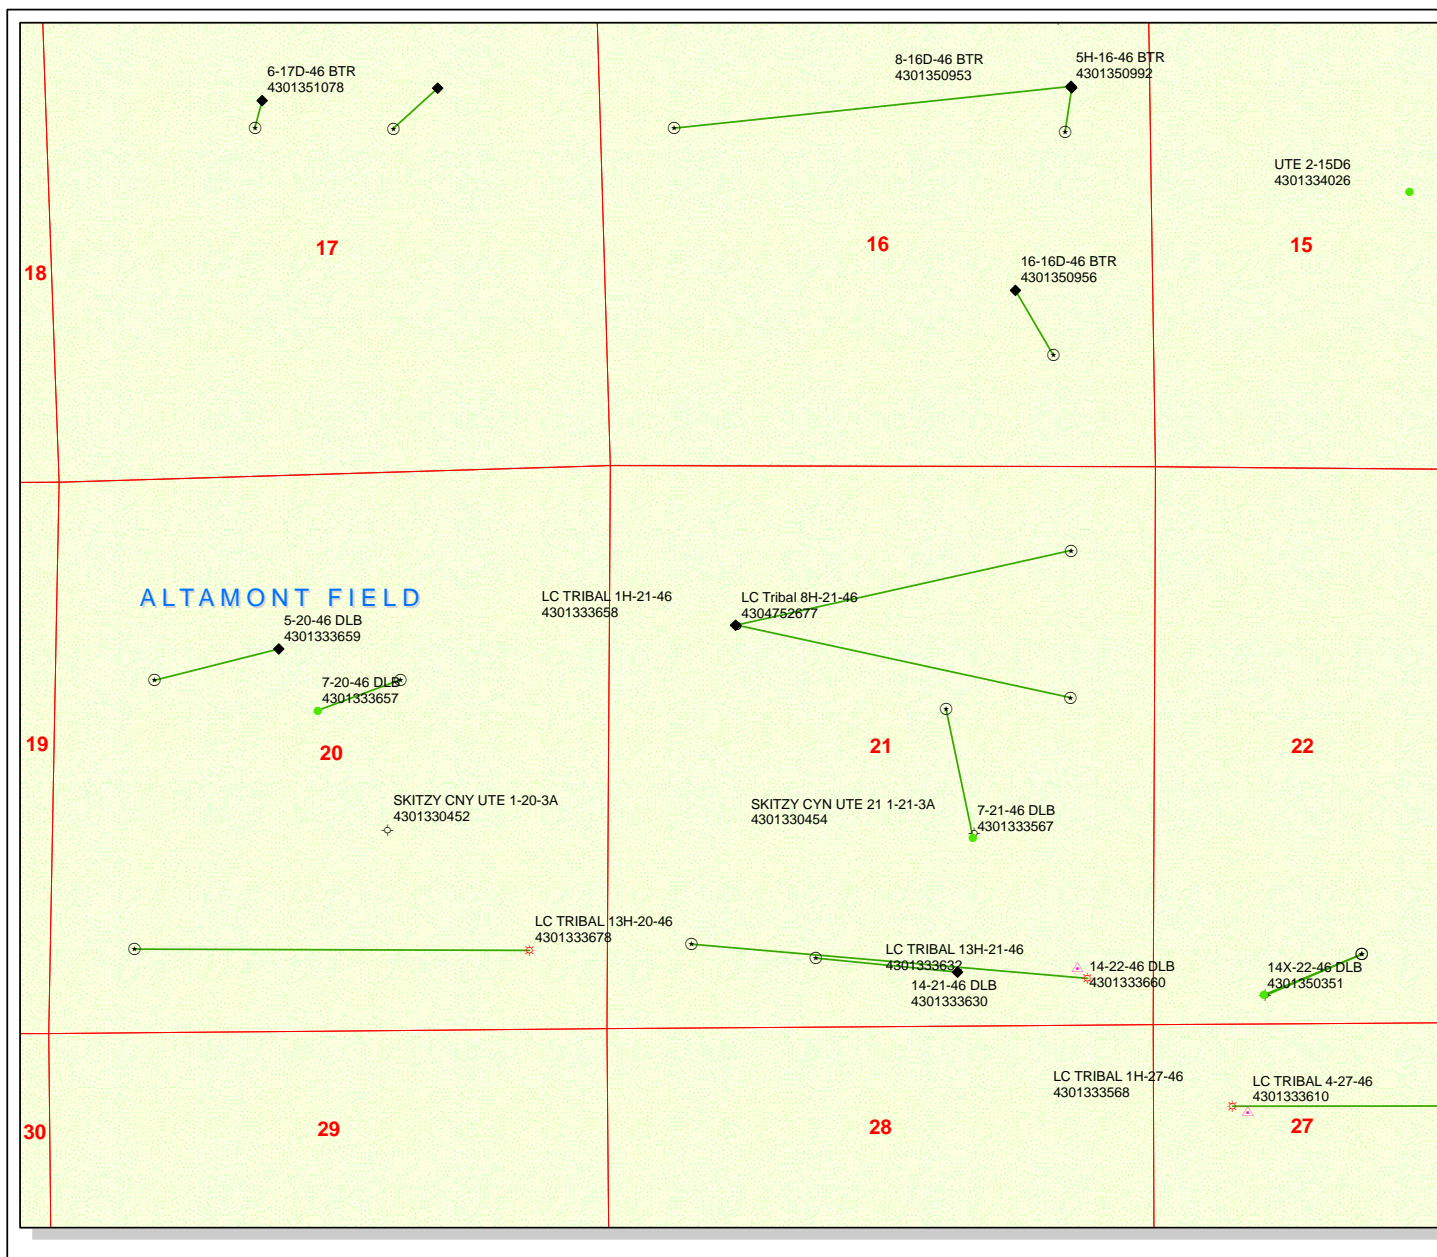 6-17D-46 BTR
4301351078
8-16D-46 BTR
4301350953
5H-16-46 BTR
4301350992
UTE 2-15D6
4301334026
17
16
15
18
16-16D-46 BTR
4301350956
ALTAMONT FIELD
5-20-46 DLB
4301333659
LC TRIBAL 1H-21-46
4301333658
LC Tribal 8H-21-46
4304752677
7-20-46 DLB
4301333657
19
20
21
22
SKITZY CNY UTE 1-20-3A
4301330452
SKITZY CYN UTE 21 1-21-3A
4301330454
7-21-46 DLB
4301333567
LC TRIBAL 13H-20-46
4301333678
LC TRIBAL 13H-21-46
4301333632
14-21-46 DLB
4301333630
14-22-46 DLB
4301333660
14X-22-46 DLB
4301350351
LC TRIBAL 1H-27-46
4301333568
LC TRIBAL 4-27-46
4301333610
30
29
28
27